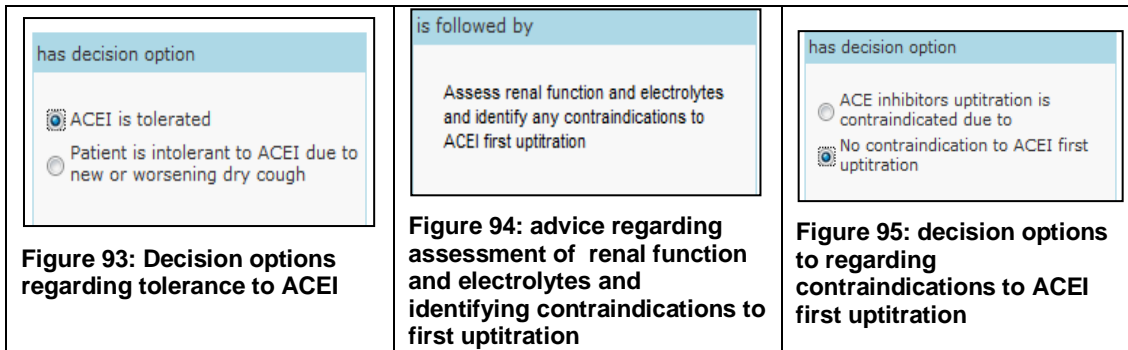 has decision option
ACEI is tolerated
Patient is intolerant to ACEI due to
new or worsening dry cough
Figure 93: Decision options
regarding tolerance to ACEI
is followed by
Assess renal function and electrolytes
and identify any contraindications to
ACEI first uptitration
Figure 94: advice regarding
assessment of  renal function
and electrolytes and
identifying contraindications to
first uptitration
has decision option
ACE inhibitors uptitration is
contraindicated due to
No contraindication to ACEI first
uptitration
Figure 95: decision options
to regarding
contraindications to ACEI
first uptitration